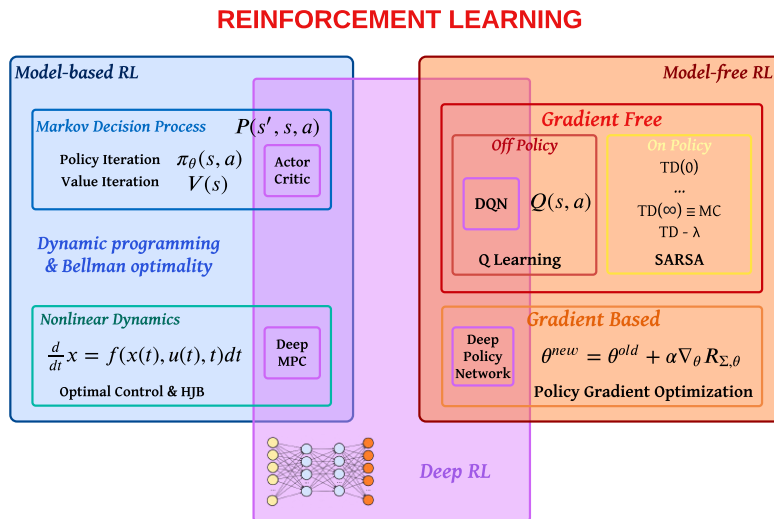 REINFORCEMENT LEARNING
Model-based RL
Model-free RL
Markov Decision Process
P(s', s, a)
Policy Iteration π_θ(s, a)
Value Iteration V(s)
Actor
Critic
Dynamic programming
& Bellman optimality
Nonlinear Dynamics
d/dt x = f(x(t), u(t), t)dt
Optimal Control & HJB
Deep
MPC
Gradient Free
Off Policy
DQN
Q(s, a)
Q Learning
On Policy
TD(0)
...
TD(∞) ≡ MC
TD - λ
SARSA
Gradient Based
Deep
Policy
Network
θ^new = θ^old + α∇_θ R_Σ,θ
Policy Gradient Optimization
Deep RL